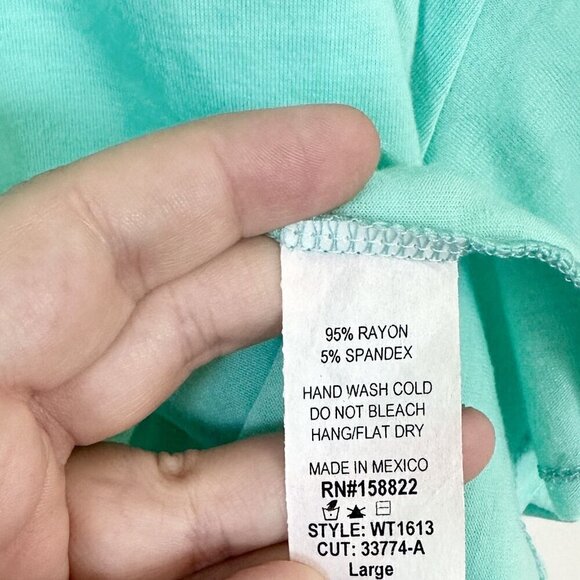 95% RAYON
5% SPANDEX
HAND WASH COLD
DO NOT BLEACH
HANG/FLAT DRY
MADE IN MEXICO
RN#158822
STYLE: WT1613
CUT: 33774-A
Large